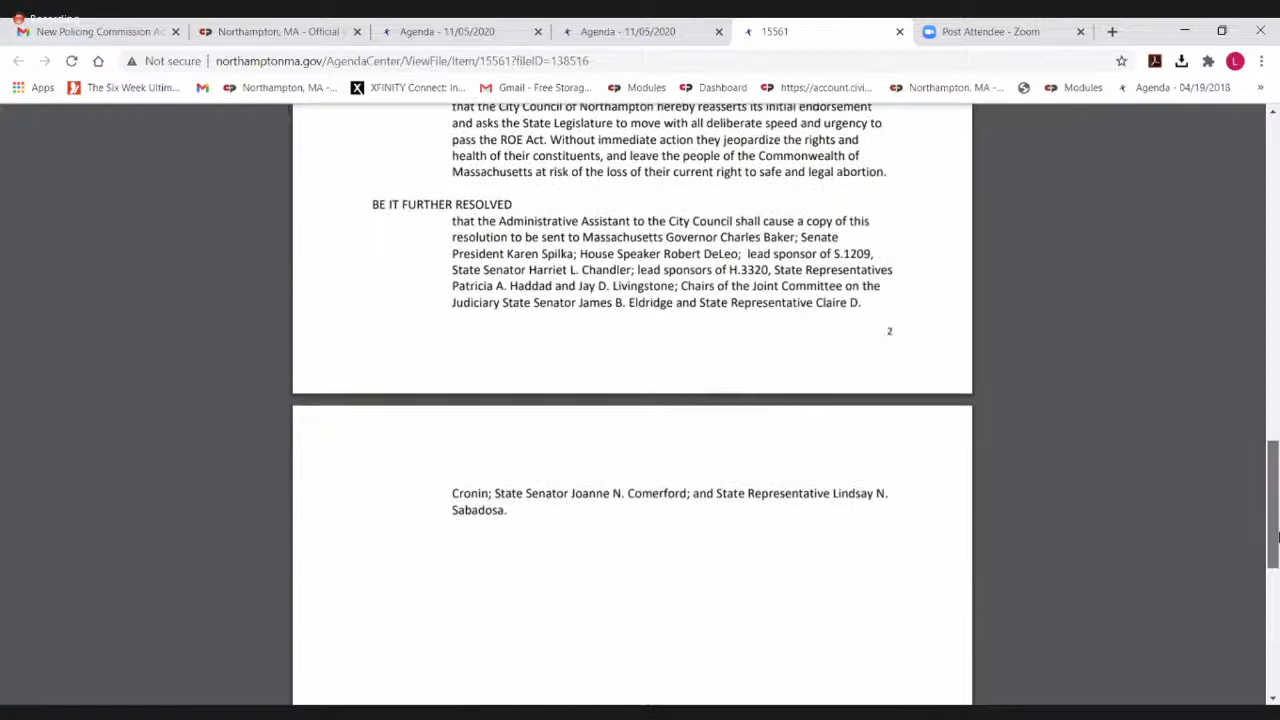 Recording
New Policing Commission A
Northampton, MA - Official
Agenda - 11/05/2020
Agenda - 11/05/2020
15561
Post Attendee - Zoom
Not secure
northamptonma.gov/AgendaCenter/ViewFile/Item/15561?fileID=138516
L
Apps
The Six Week Ultim...
Northampton, MA -...
XFINITY Connect: In...
Gmail - Free Storag...
Modules
Dashboard
https://account.civi...
Northampton, MA -...
Modules
Agenda - 04/19/2018
»
that the City Council of Northampton hereby reasserts its initial endorsement
and asks the State Legislature to move with all deliberate speed and urgency to
pass the ROE Act. Without immediate action they jeopardize the rights and
health of their constituents, and leave the people of the Commonwealth of
Massachusetts at risk of the loss of their current right to safe and legal abortion.
BE IT FURTHER RESOLVED
that the Administrative Assistant to the City Council shall cause a copy of this
resolution to be sent to Massachusetts Governor Charles Baker; Senate
President Karen Spilka; House Speaker Robert DeLeo; lead sponsor of S.1209,
State Senator Harriet L. Chandler; lead sponsors of H.3320, State Representatives
Patricia A. Haddad and Jay D. Livingstone; Chairs of the Joint Committee on the
Judiciary State Senator James B. Eldridge and State Representative Claire D.
2
Cronin; State Senator Joanne N. Comerford; and State Representative Lindsay N.
Sabadosa.